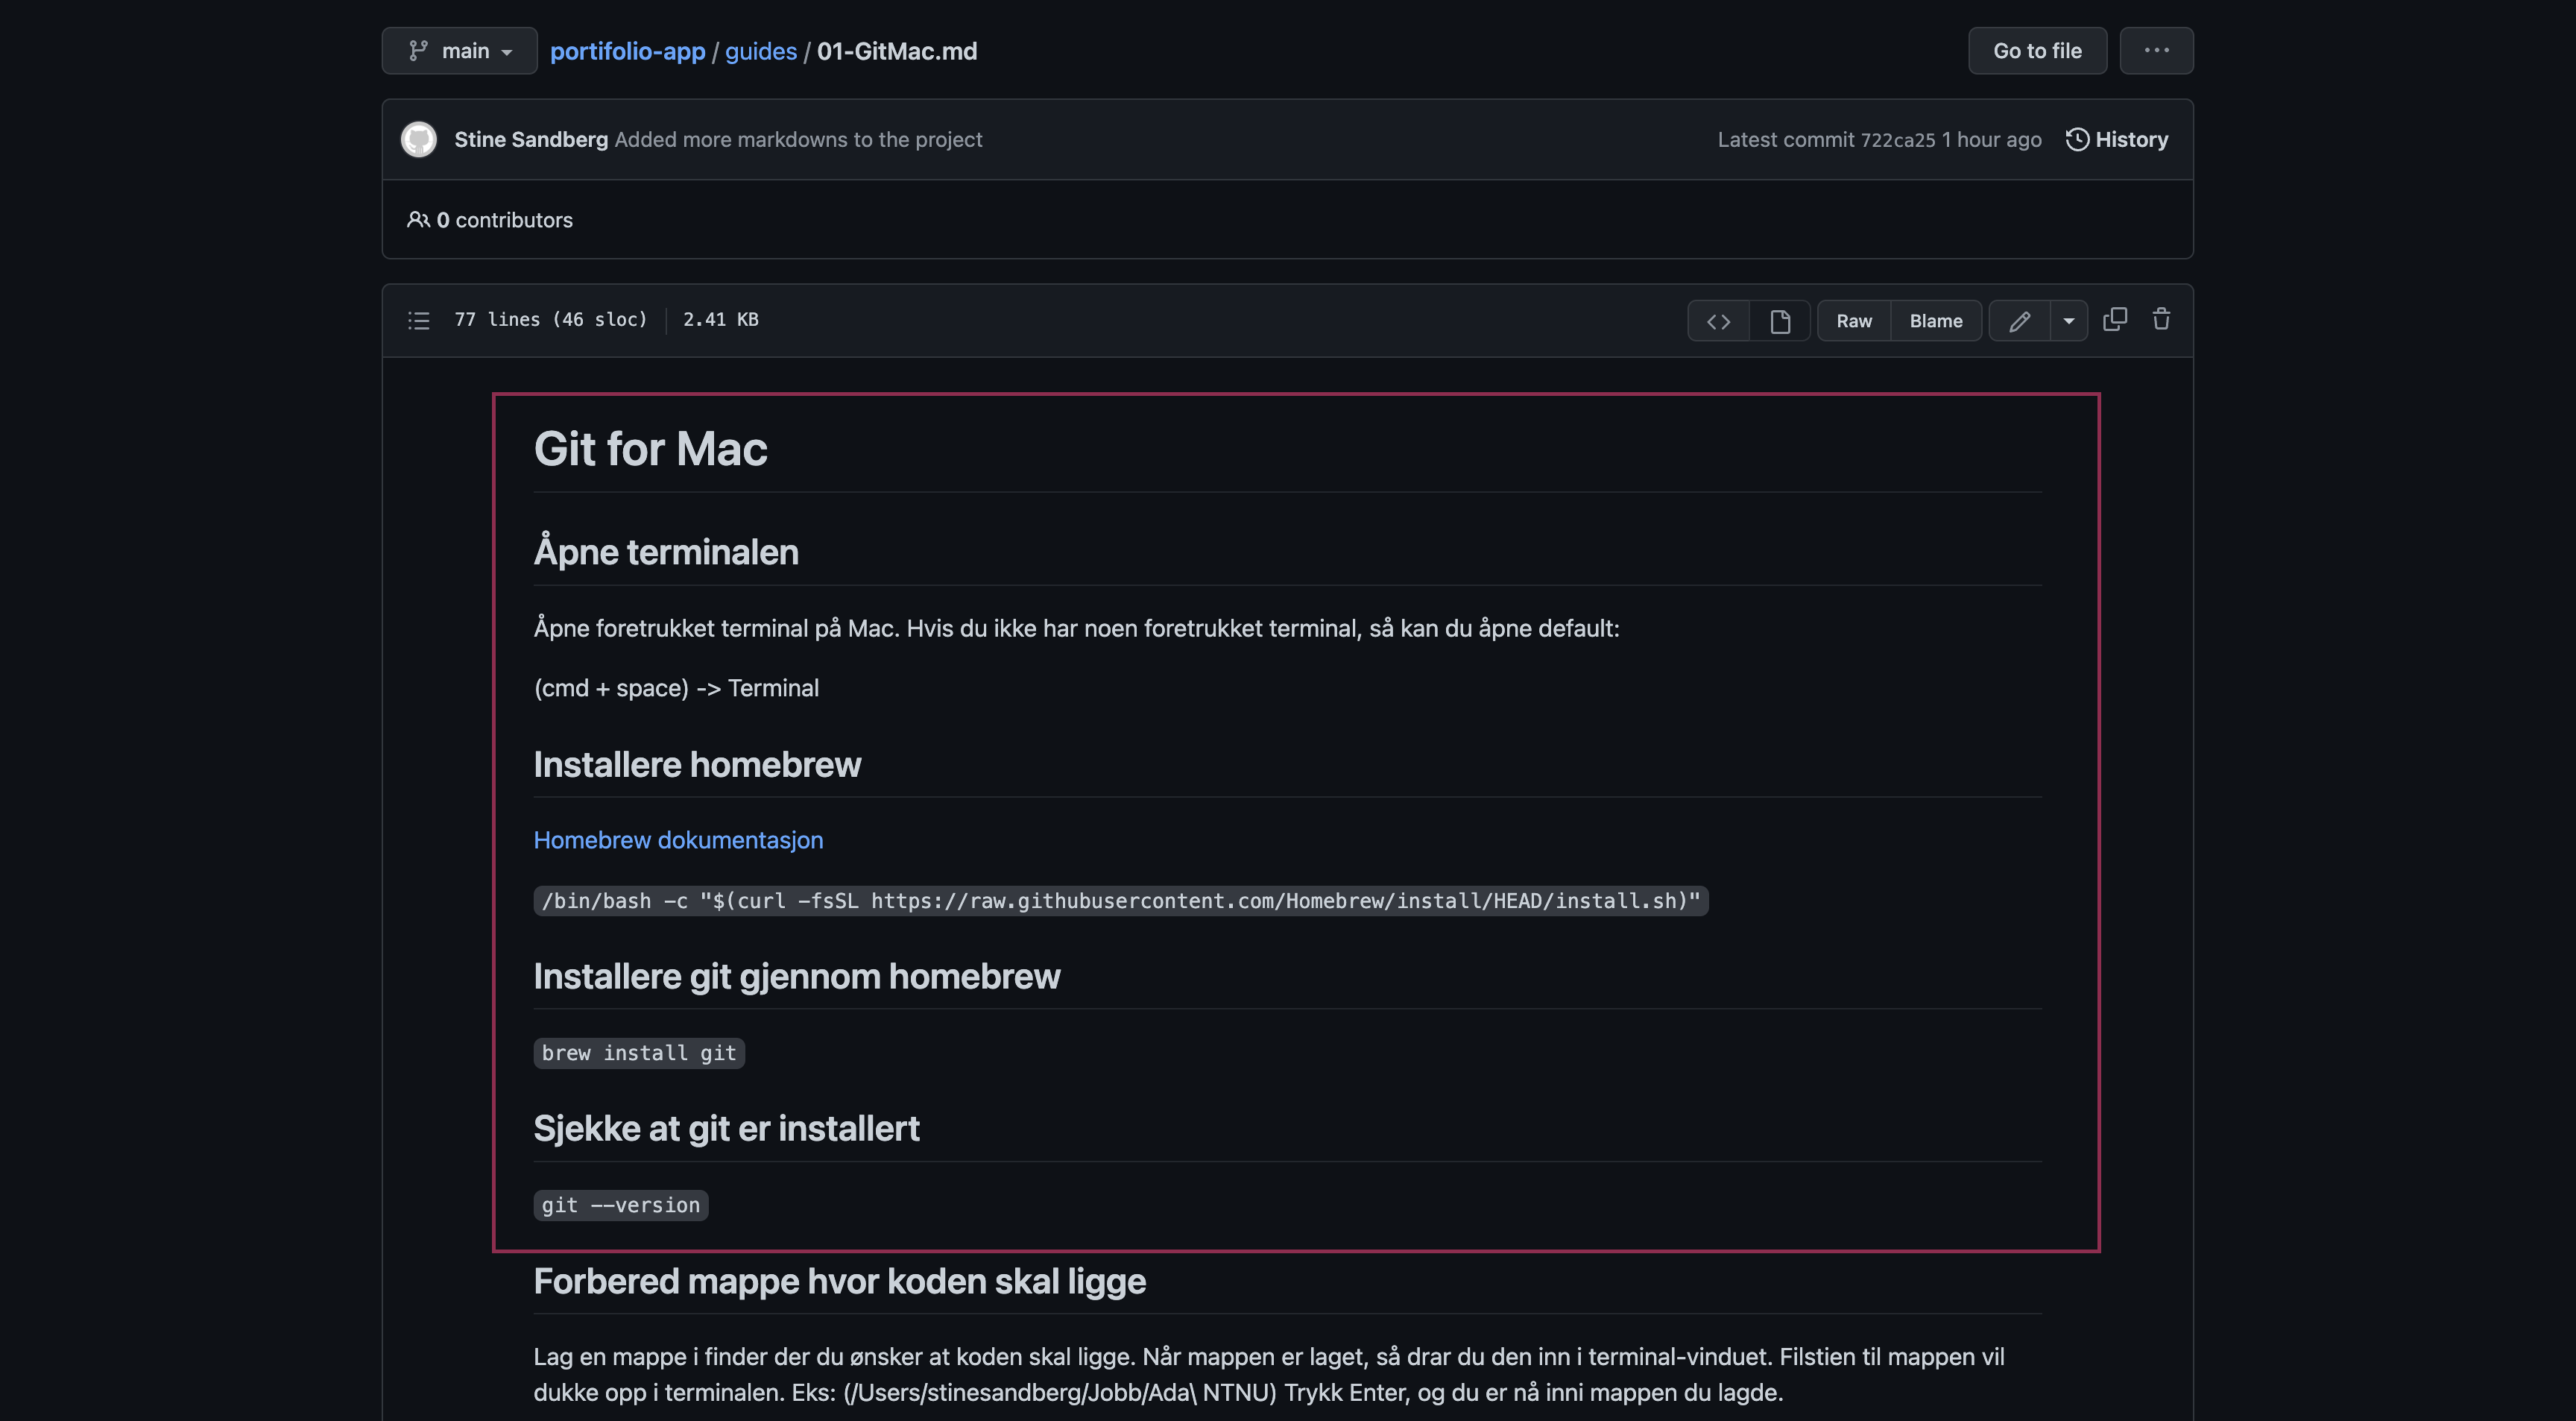 main
portifolio-app / guides / 01-GitMac.md
Go to file
Stine Sandberg Added more markdowns to the project
Latest commit 722ca25 1 hour ago
History
0 contributors
77 lines (46 sloc) 2.41 KB
Raw
Blame
Git for Mac
Åpne terminalen
Åpne foretrukket terminal på Mac. Hvis du ikke har noen foretrukket terminal, så kan du åpne default:
(cmd + space) -> Terminal
Installere homebrew
Homebrew dokumentasjon
/bin/bash -c "$(curl -fsSL https://raw.githubusercontent.com/Homebrew/install/HEAD/install.sh)"
Installere git gjennom homebrew
brew install git
Sjekke at git er installert
git --version
Forbered mappe hvor koden skal ligge
Lag en mappe i finder der du ønsker at koden skal ligge. Når mappen er laget, så drar du den inn i terminal-vinduet. Filstien til mappen vil
dukke opp i terminalen. Eks: (/Users/stinesandberg/Jobb/Ada\ NTNU) Trykk Enter, og du er nå inni mappen du lagde.